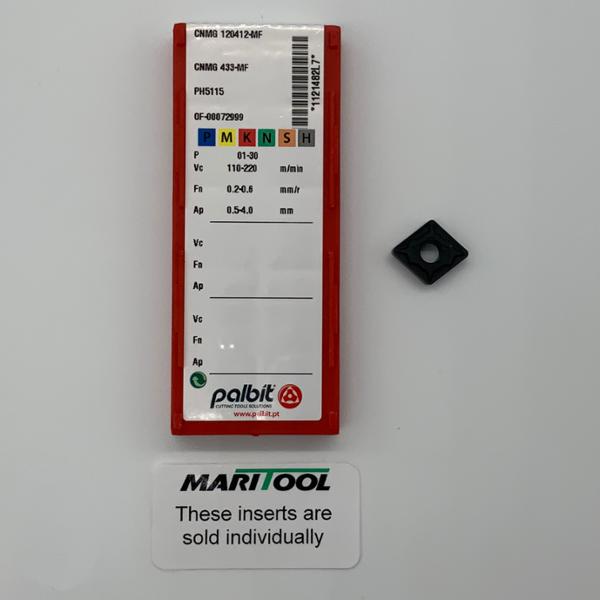 CNMG 120412-MF
CNMG 433-MF
PH5115
OF-00072999
*1121482L7*
P M K N S H
P 01-30
Vc 110-220 m/min
Fn 0.2-0.6 mm/r
Ap 0.5-4.0 mm
Vc
Fn
Ap
Vc
Fn
Ap
palbit
CUTTING TOOLS SOLUTIONS
www.palbit.pt
MARITOOL
These inserts are
sold individually